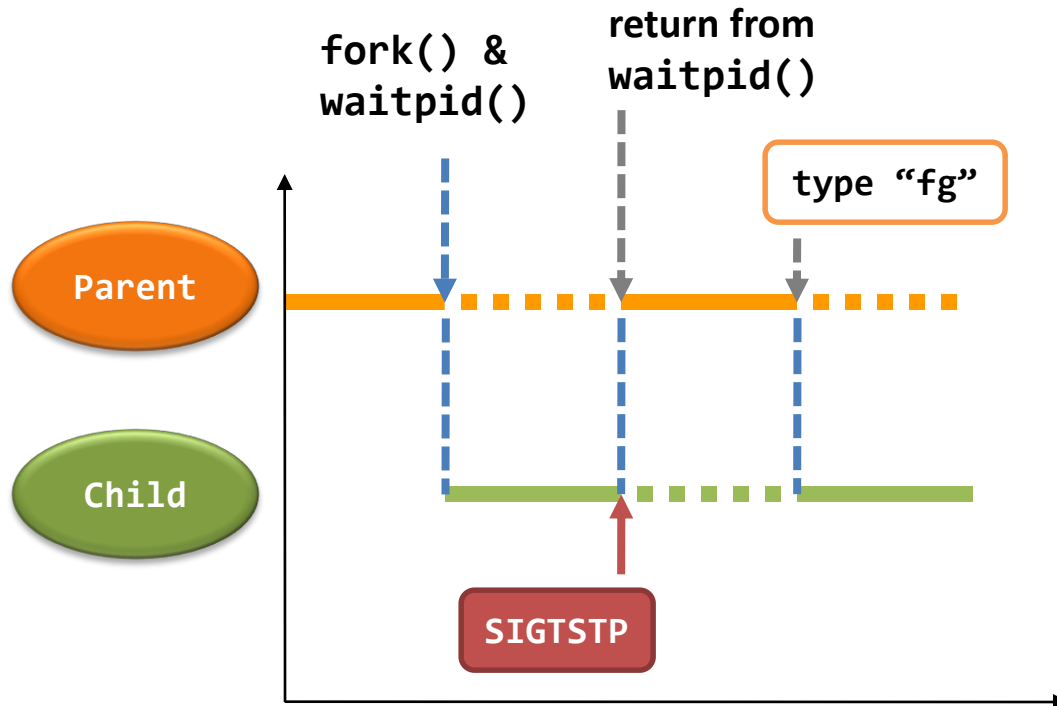 fork() &
waitpid()
return from
waitpid()
type “fg”
Parent
Child
SIGTSTP